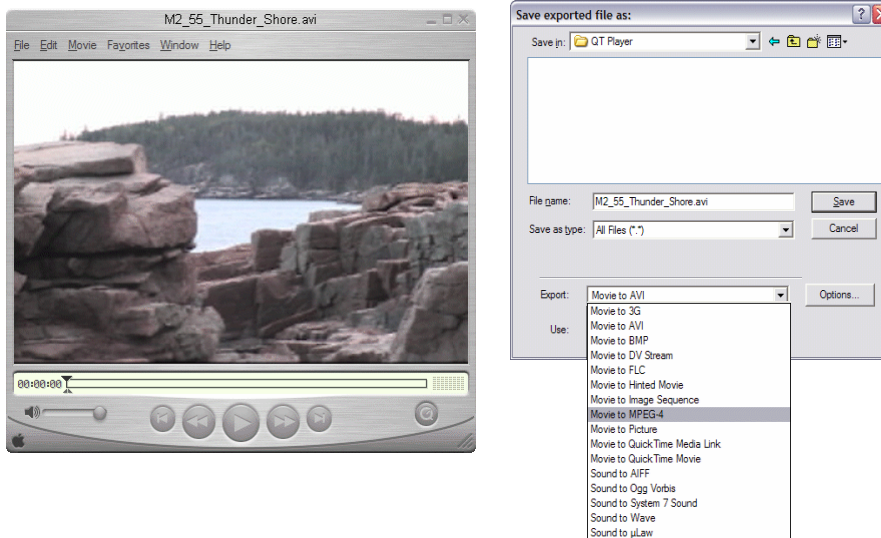 M2_55_Thunder_Shore.avi
File Edit Movie Favorites Window Help
00:00:00
Save exported file as:
Save in: QT Player
File name: M2_55_Thunder_Shore.avi Save
Save as type: All Files (*.*) Cancel
Export: Movie to AVI Options...
Use:
Movie to 3G
Movie to AVI
Movie to BMP
Movie to DV Stream
Movie to FLC
Movie to Hinted Movie
Movie to Image Sequence
Movie to MPEG-4
Movie to Picture
Movie to QuickTime Media Link
Movie to QuickTime Movie
Sound to AIFF
Sound to Ogg Vorbis
Sound to System 7 Sound
Sound to Wave
Sound to µLaw